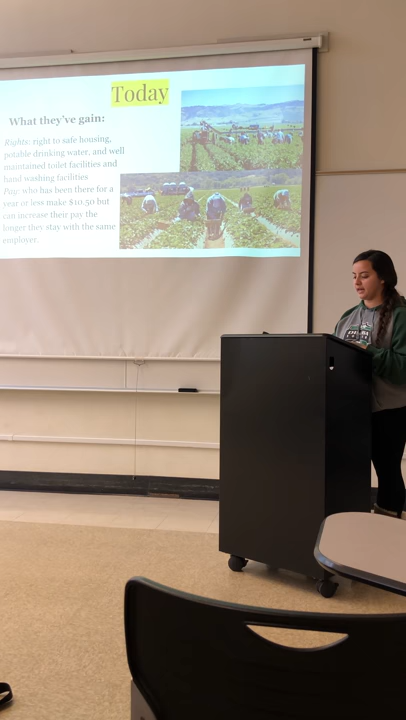 Today
What they've gain:
Rights: right to safe housing,
potable drinking water, and well
maintained toilet facilities and
hand washing facilities
Pay: who has been there for a
year or less make $10.50 but
can increase their pay the
longer they stay with the same
employer.